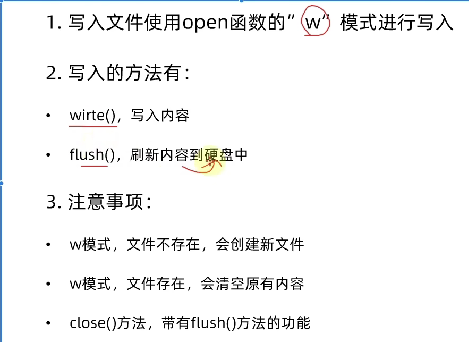 1. 写入文件使用open函数的”w”模式进行写入
2. 写入的方法有：
• wirte()，写入内容
• flush()，刷新内容到硬盘中
3. 注意事项：
• w模式，文件不存在，会创建新文件
• w模式，文件存在，会清空原有内容
• close()方法，带有flush()方法的功能